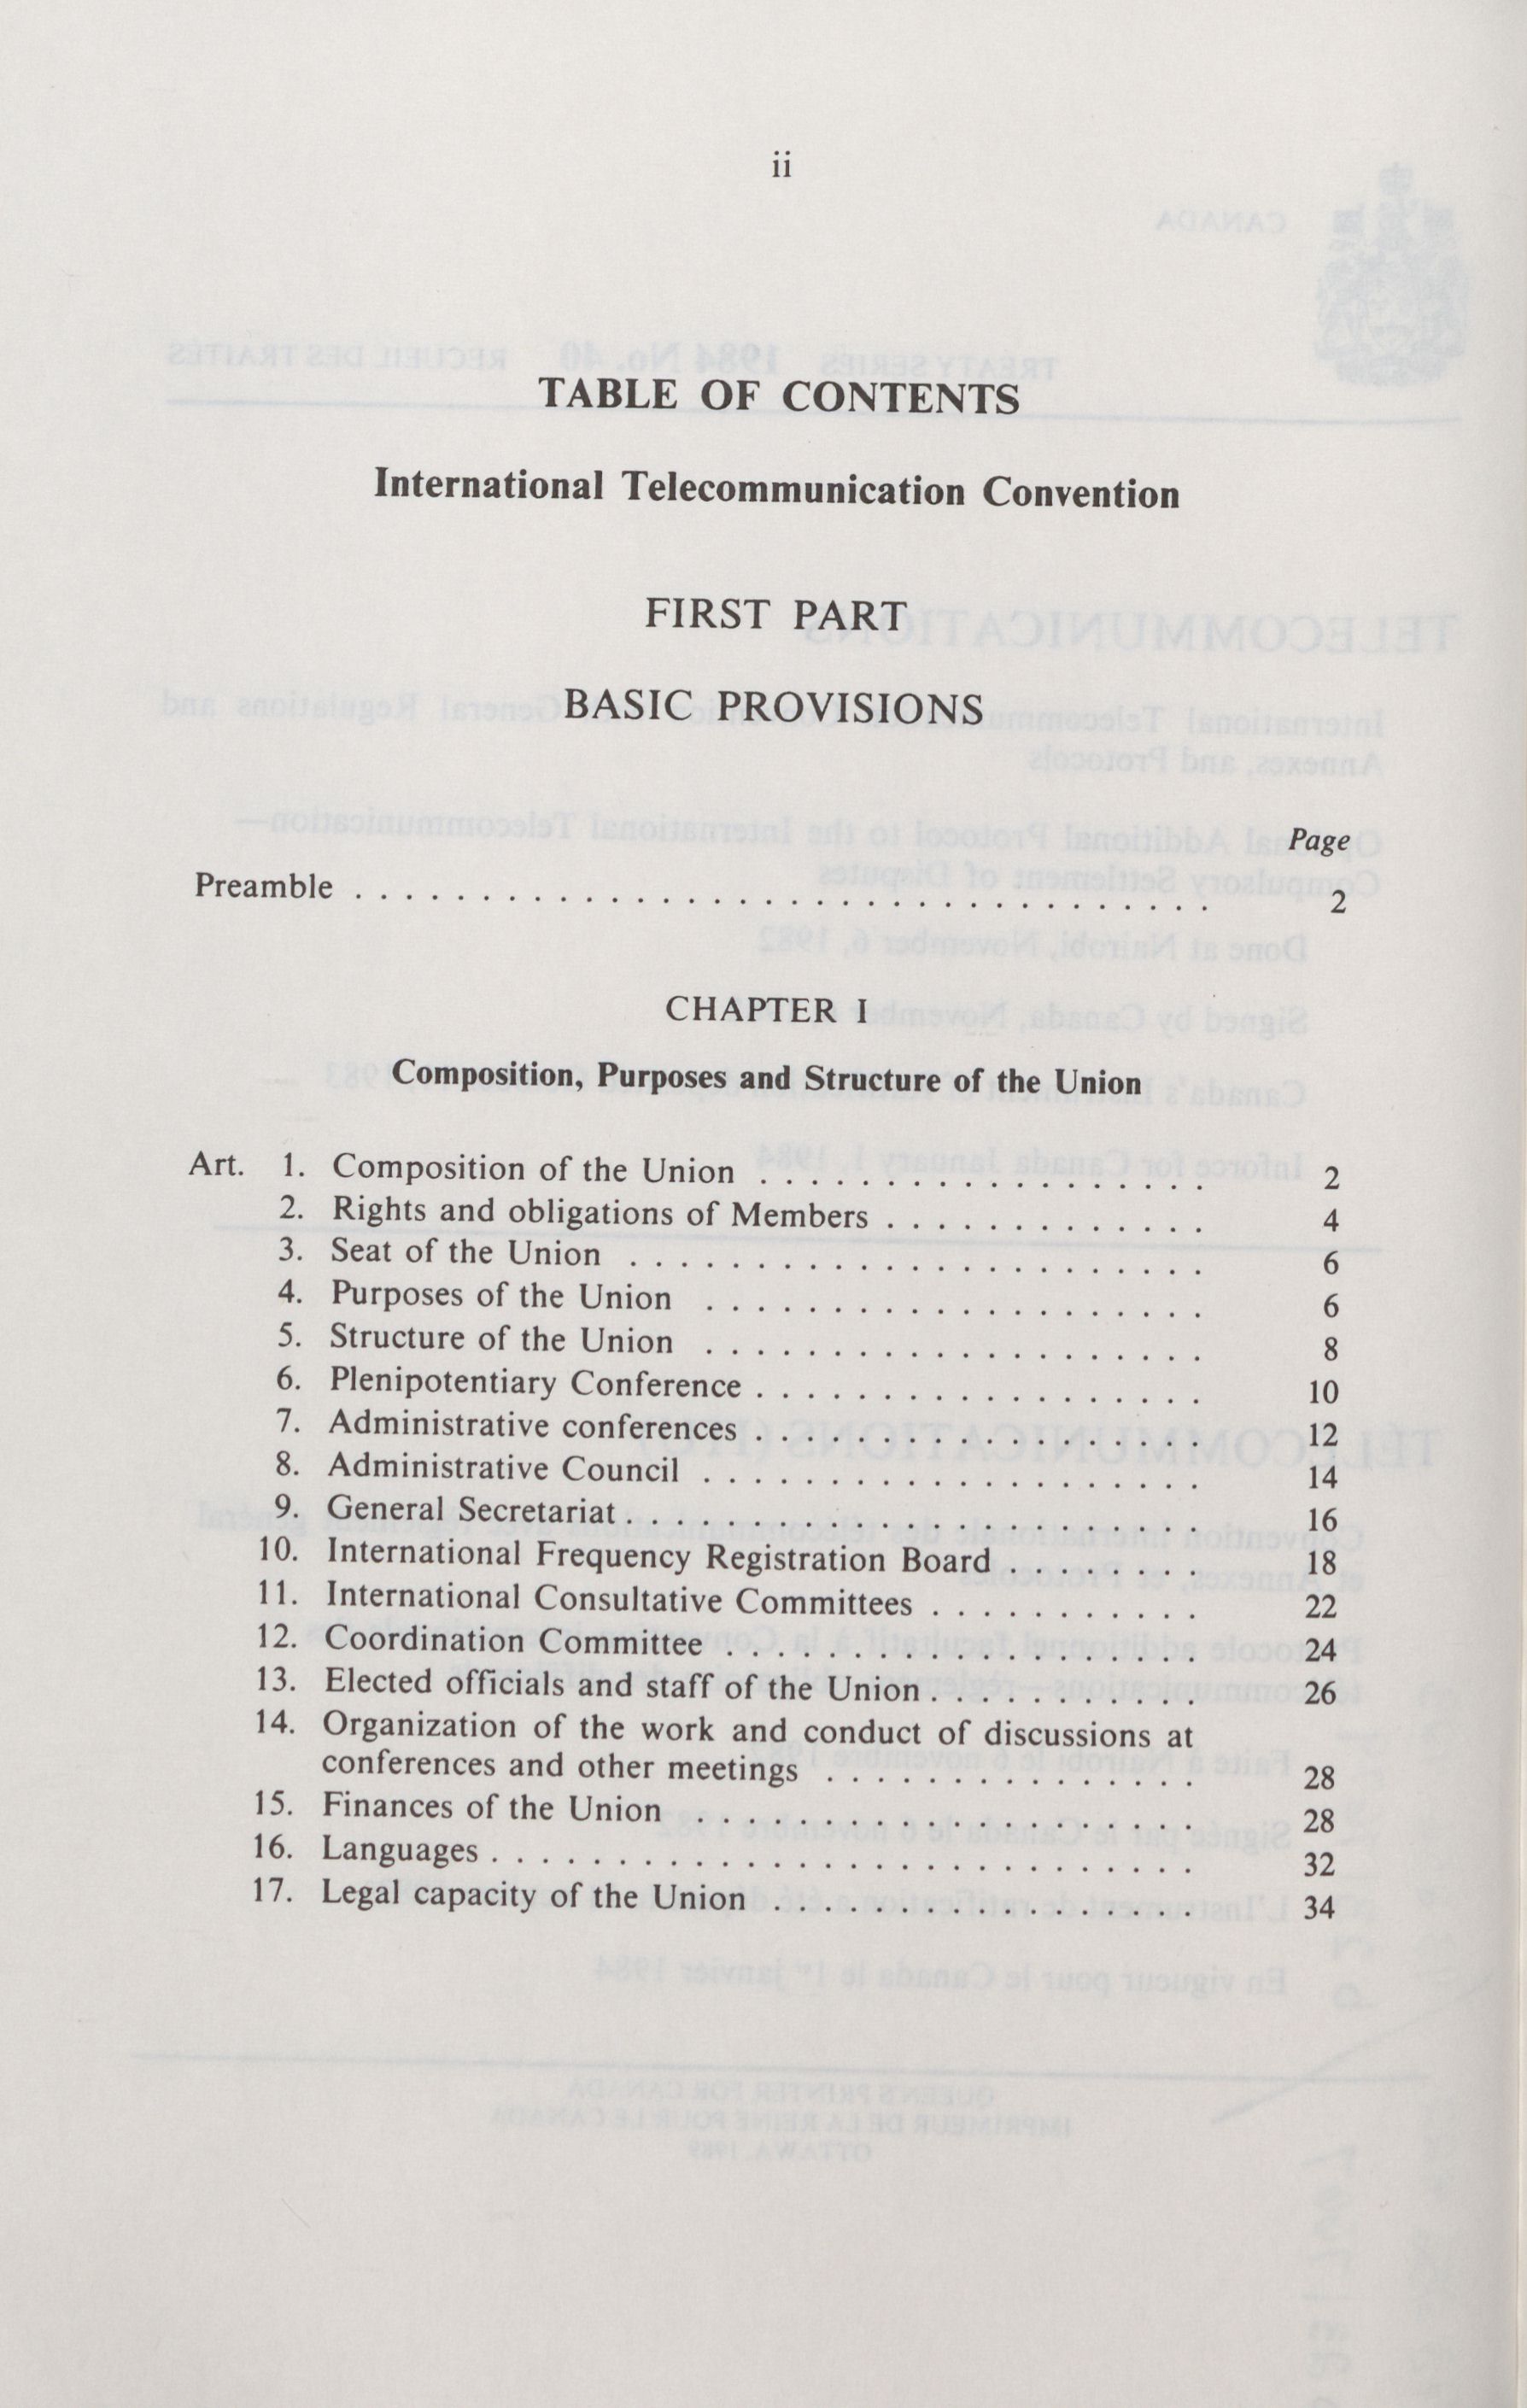 ii
TABLE OF CONTENTS
International Telecommunication Convention
FIRST PART
BASIC PROVISIONS
Page
Preamble . . . . . . . . . . . . . . . . . . . . . . . . . . . . . . . . . . 2
CHAPTER I
Composition, Purposes and Structure of the Union
Art. 1. Composition of the Union . . . . . . . . . . . . . . . . . . 2
2. Rights and obligations of Members . . . . . . . . . . . . . 4
3. Seat of the Union . . . . . . . . . . . . . . . . . . . . . . . 6
4. Purposes of the Union . . . . . . . . . . . . . . . . . . . . 6
5. Structure of the Union . . . . . . . . . . . . . . . . . . . . 8
6. Plenipotentiary Conference . . . . . . . . . . . . . . . . . . 10
7. Administrative conferences . . . . . . . . . . . . . . . . . . 12
8. Administrative Council . . . . . . . . . . . . . . . . . . . . 14
9. General Secretariat . . . . . . . . . . . . . . . . . . . . . . . 16
10. International Frequency Registration Board . . . . . . . . 18
11. International Consultative Committees . . . . . . . . . . . 22
12. Coordination Committee . . . . . . . . . . . . . . . . . . . 24
13. Elected officials and staff of the Union . . . . . . . . . . . 26
14. Organization of the work and conduct of discussions at
conferences and other meetings . . . . . . . . . . . . . . . 28
15. Finances of the Union . . . . . . . . . . . . . . . . . . . . 28
16. Languages . . . . . . . . . . . . . . . . . . . . . . . . . . . . 32
17. Legal capacity of the Union . . . . . . . . . . . . . . . . . 34